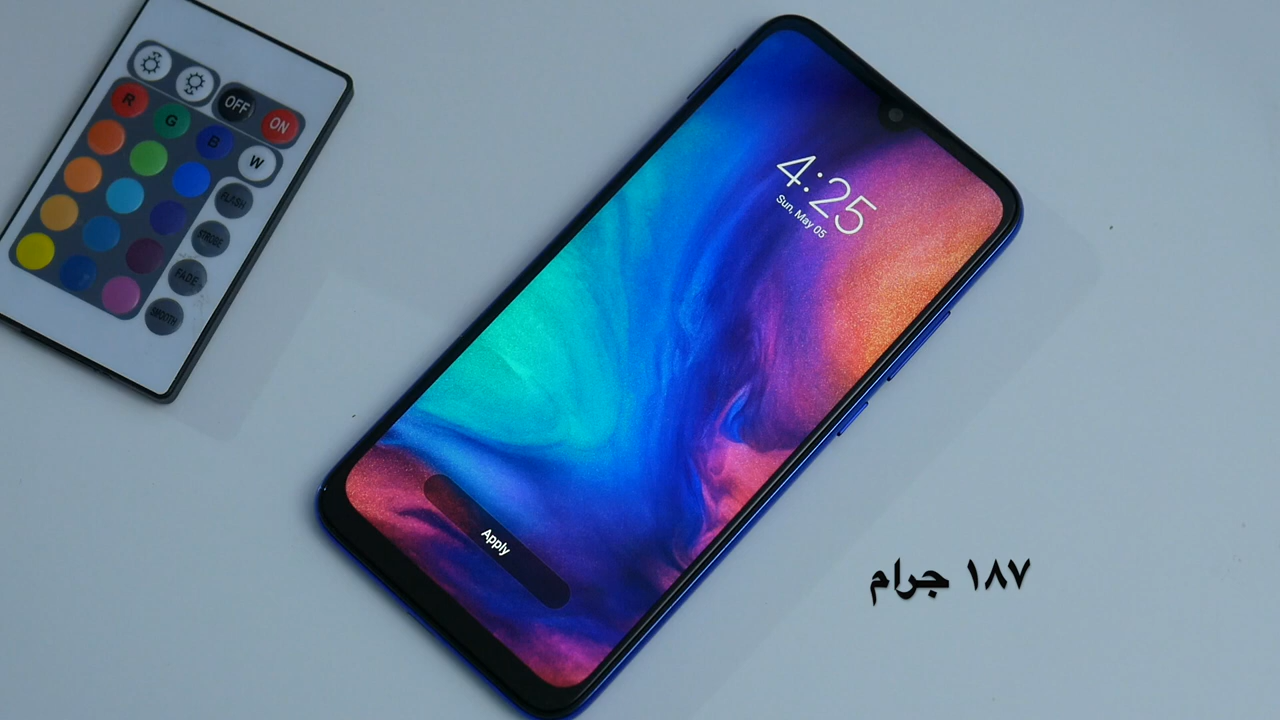 OFF ON
R G B W
FLASH
STROBE
FADE
SMOOTH
4:25
Sun, May 05
Apply
١٨٧ جرام